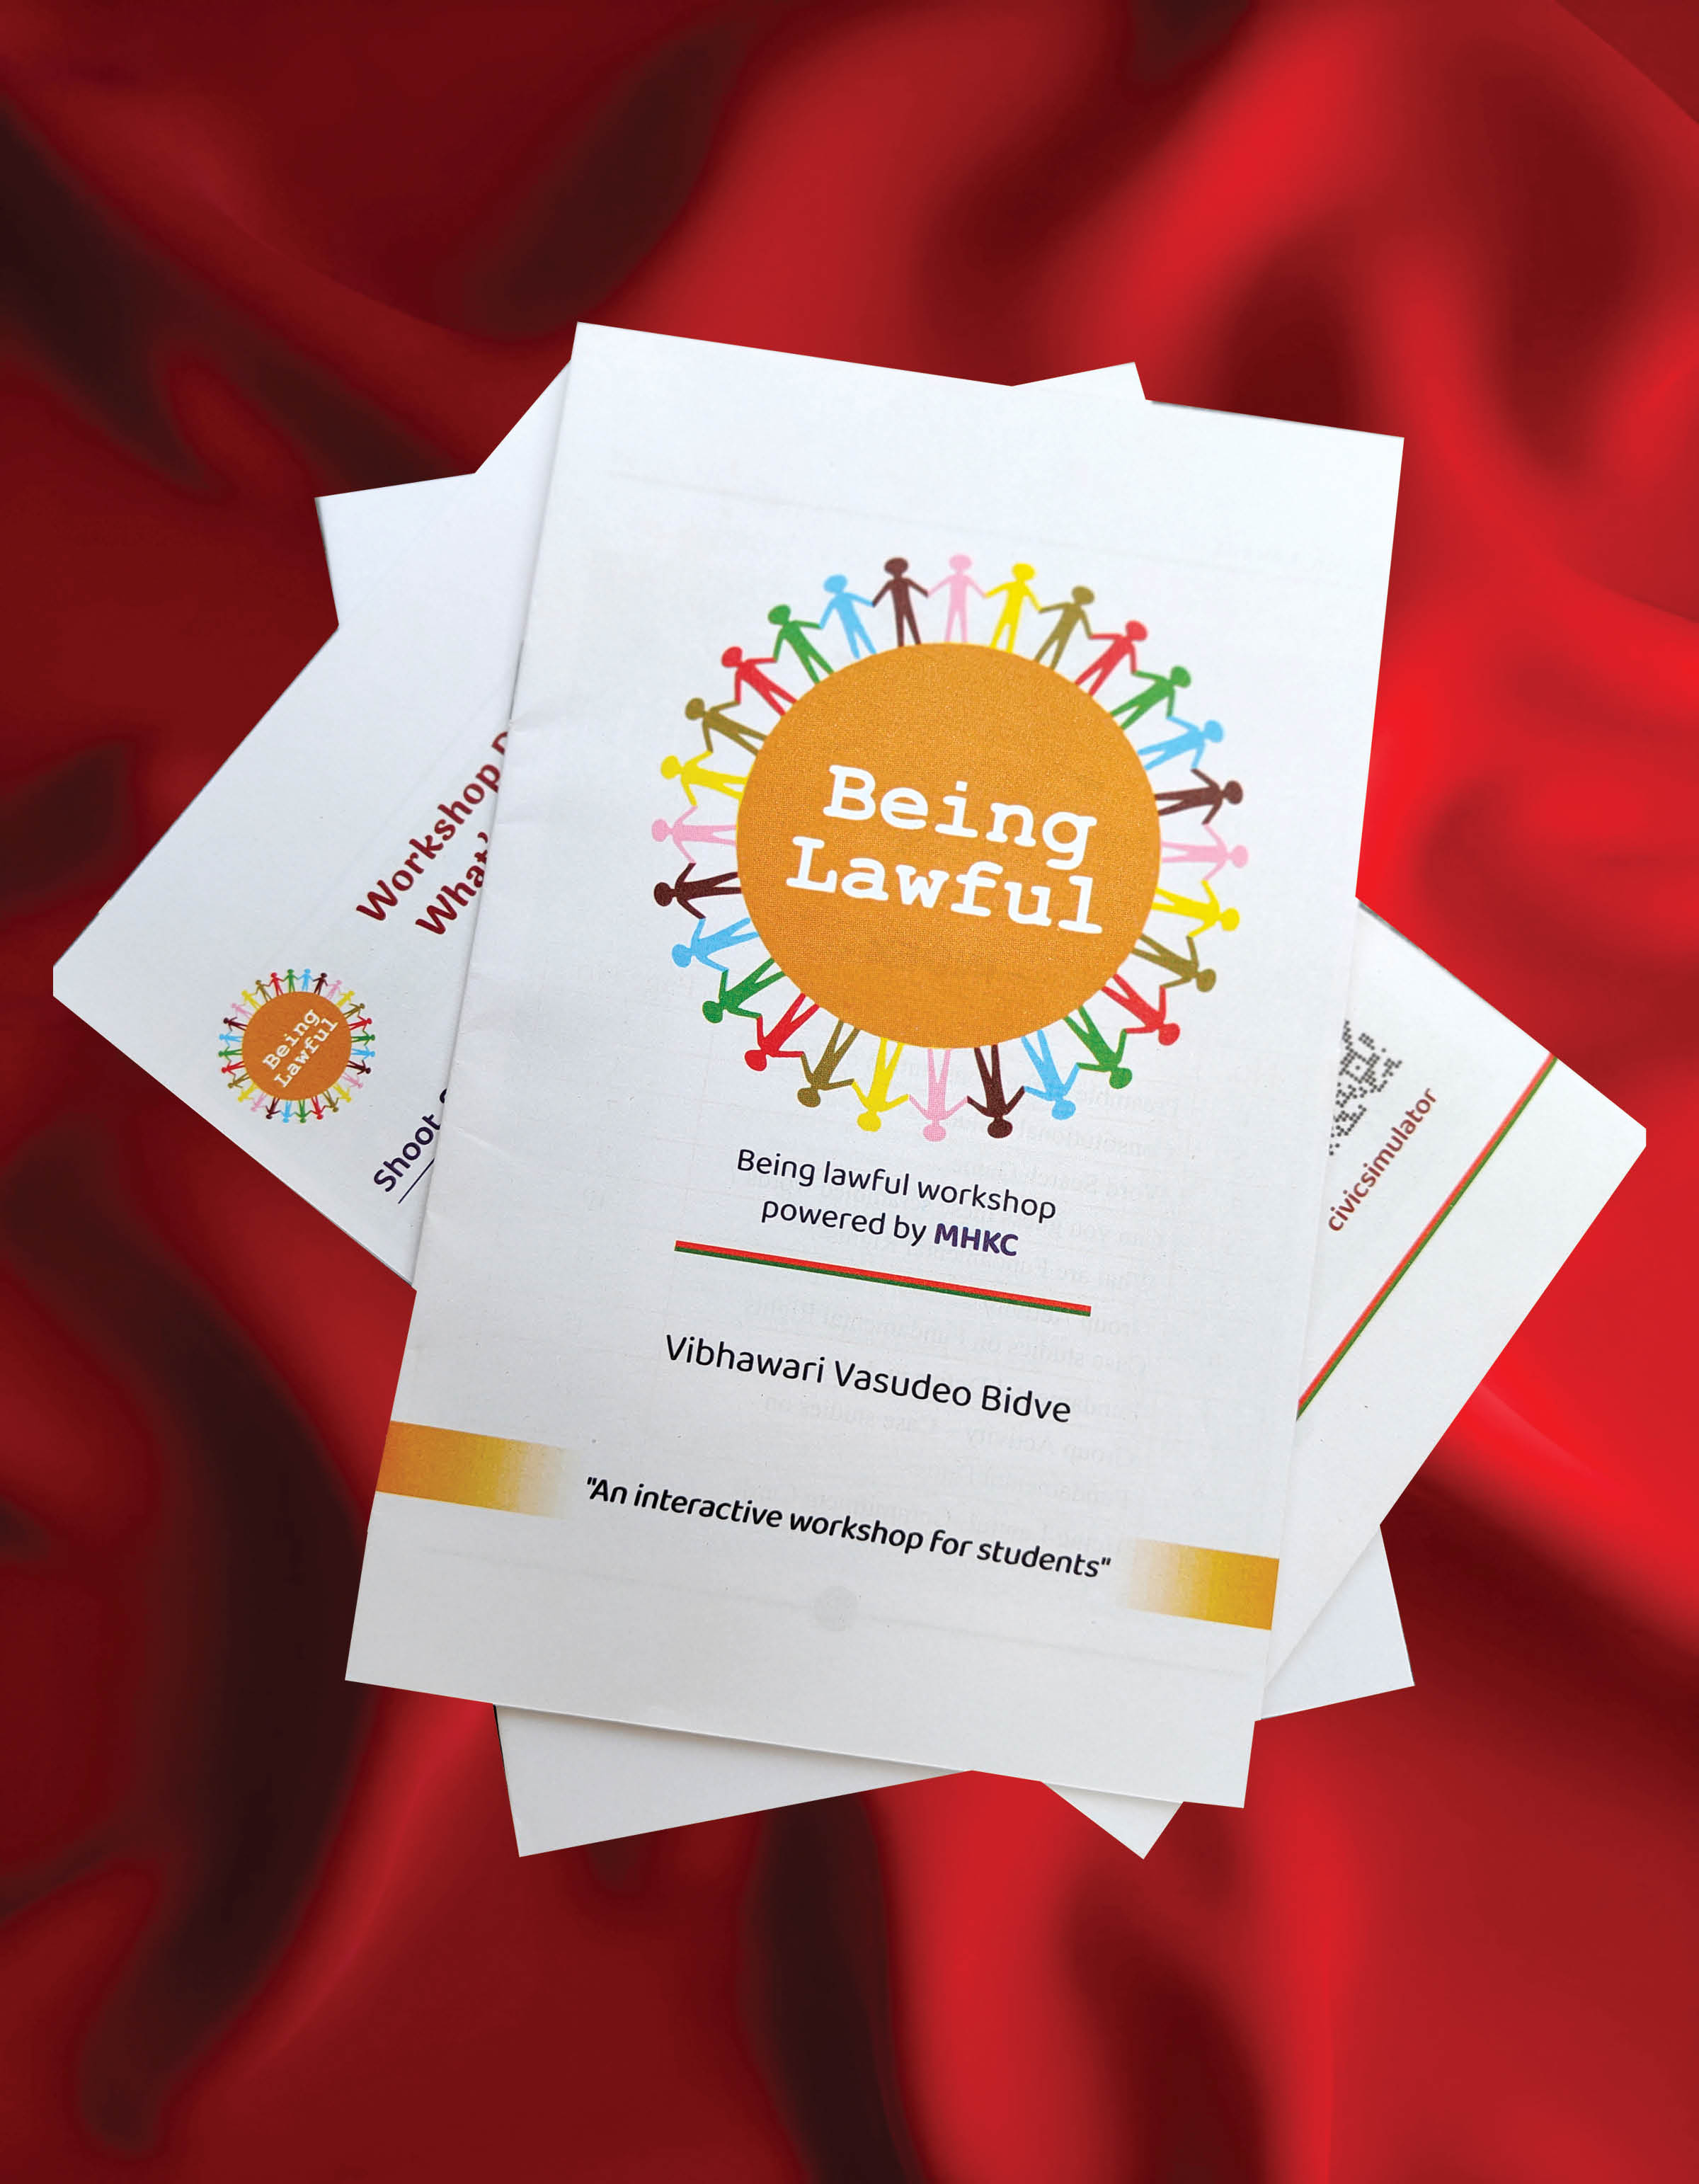 Being
Lawful
Being lawful workshop
powered by MHKC
Vibhawari Vasudeo Bidve
"An interactive workshop for students"
Workshop
What'
Being
Lawful
Shoot
civicsimulator